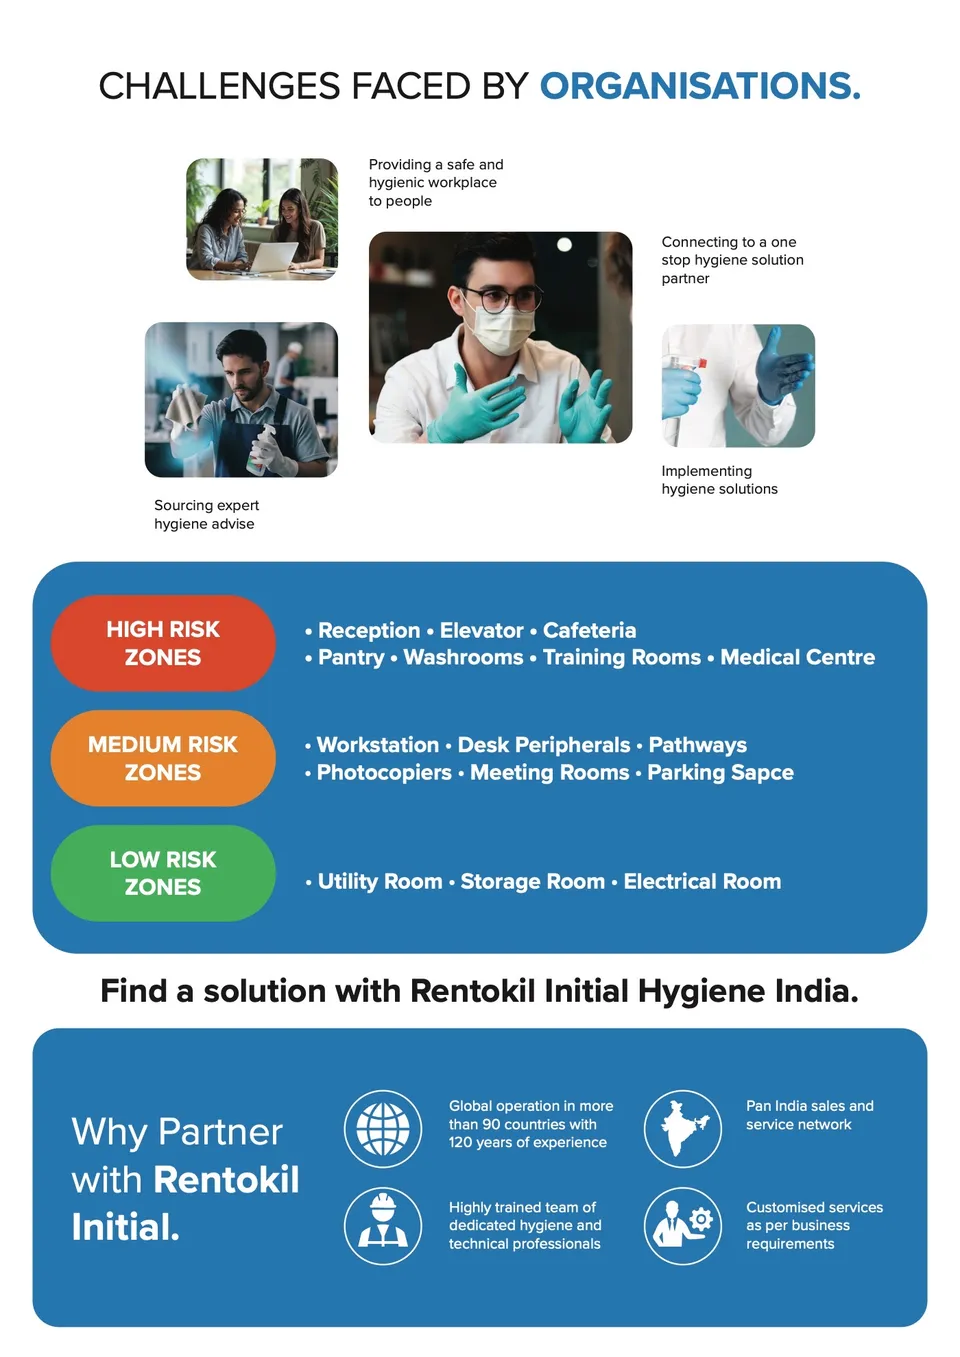 CHALLENGES FACED BY ORGANISATIONS.
Providing a safe and
hygienic workplace
to people
Connecting to a one
stop hygiene solution
partner
Implementing
hygiene solutions
Sourcing expert
hygiene advise
HIGH RISK
ZONES
• Reception • Elevator • Cafeteria
• Pantry • Washrooms • Training Rooms • Medical Centre
MEDIUM RISK
ZONES
• Workstation • Desk Peripherals • Pathways
• Photocopiers • Meeting Rooms • Parking Sapce
LOW RISK
ZONES
• Utility Room • Storage Room • Electrical Room
Find a solution with Rentokil Initial Hygiene India.
Why Partner
with Rentokil
Initial.
Global operation in more
than 90 countries with
120 years of experience
Pan India sales and
service network
Highly trained team of
dedicated hygiene and
technical professionals
Customised services
as per business
requirements